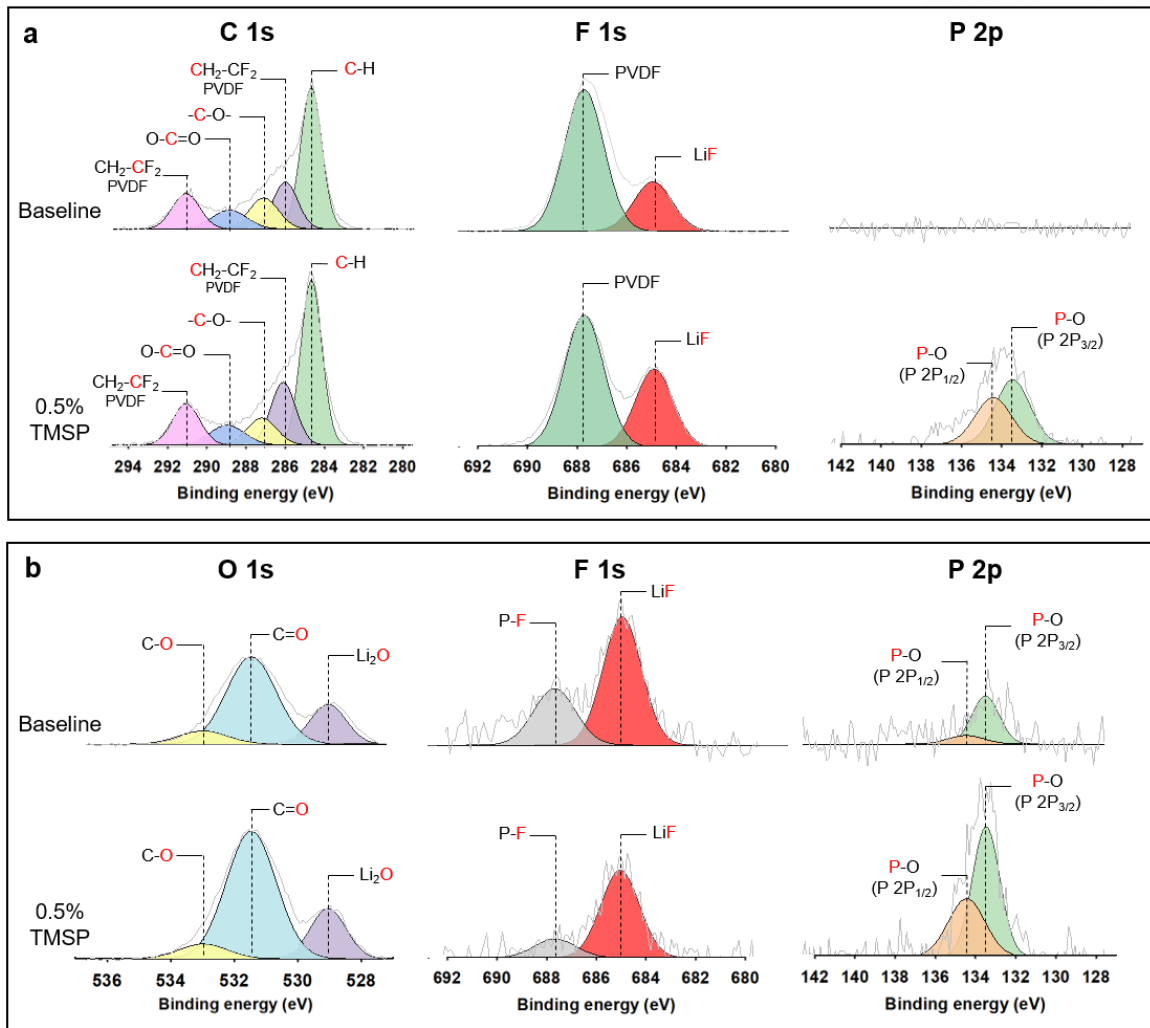 a
C 1s
F 1s
P 2p
CH₂-CF₂
PVDF
C-H
-C-O-
O-C=O
CH₂-CF₂
PVDF
PVDF
LiF
Baseline
CH₂-CF₂
PVDF
C-H
-C-O-
O-C=O
CH₂-CF₂
PVDF
PVDF
LiF
P-O
(P 2P₃/₂)
P-O
(P 2P₁/₂)
0.5%
TMSP
294 292 290 288 286 284 282 280
692 690 688 686 684 682 680
142 140 138 136 134 132 130 128
Binding energy (eV)
Binding energy (eV)
Binding energy (eV)
b
O 1s
F 1s
P 2p
C-O
C=O
Li₂O
P-F
LiF
P-O
(P 2P₃/₂)
P-O
(P 2P₁/₂)
Baseline
C-O
C=O
Li₂O
P-F
LiF
P-O
(P 2P₃/₂)
P-O
(P 2P₁/₂)
0.5%
TMSP
536 534 532 530 528
692 690 688 686 684 682 680
142 140 138 136 134 132 130 128
Binding energy (eV)
Binding energy (eV)
Binding energy (eV)